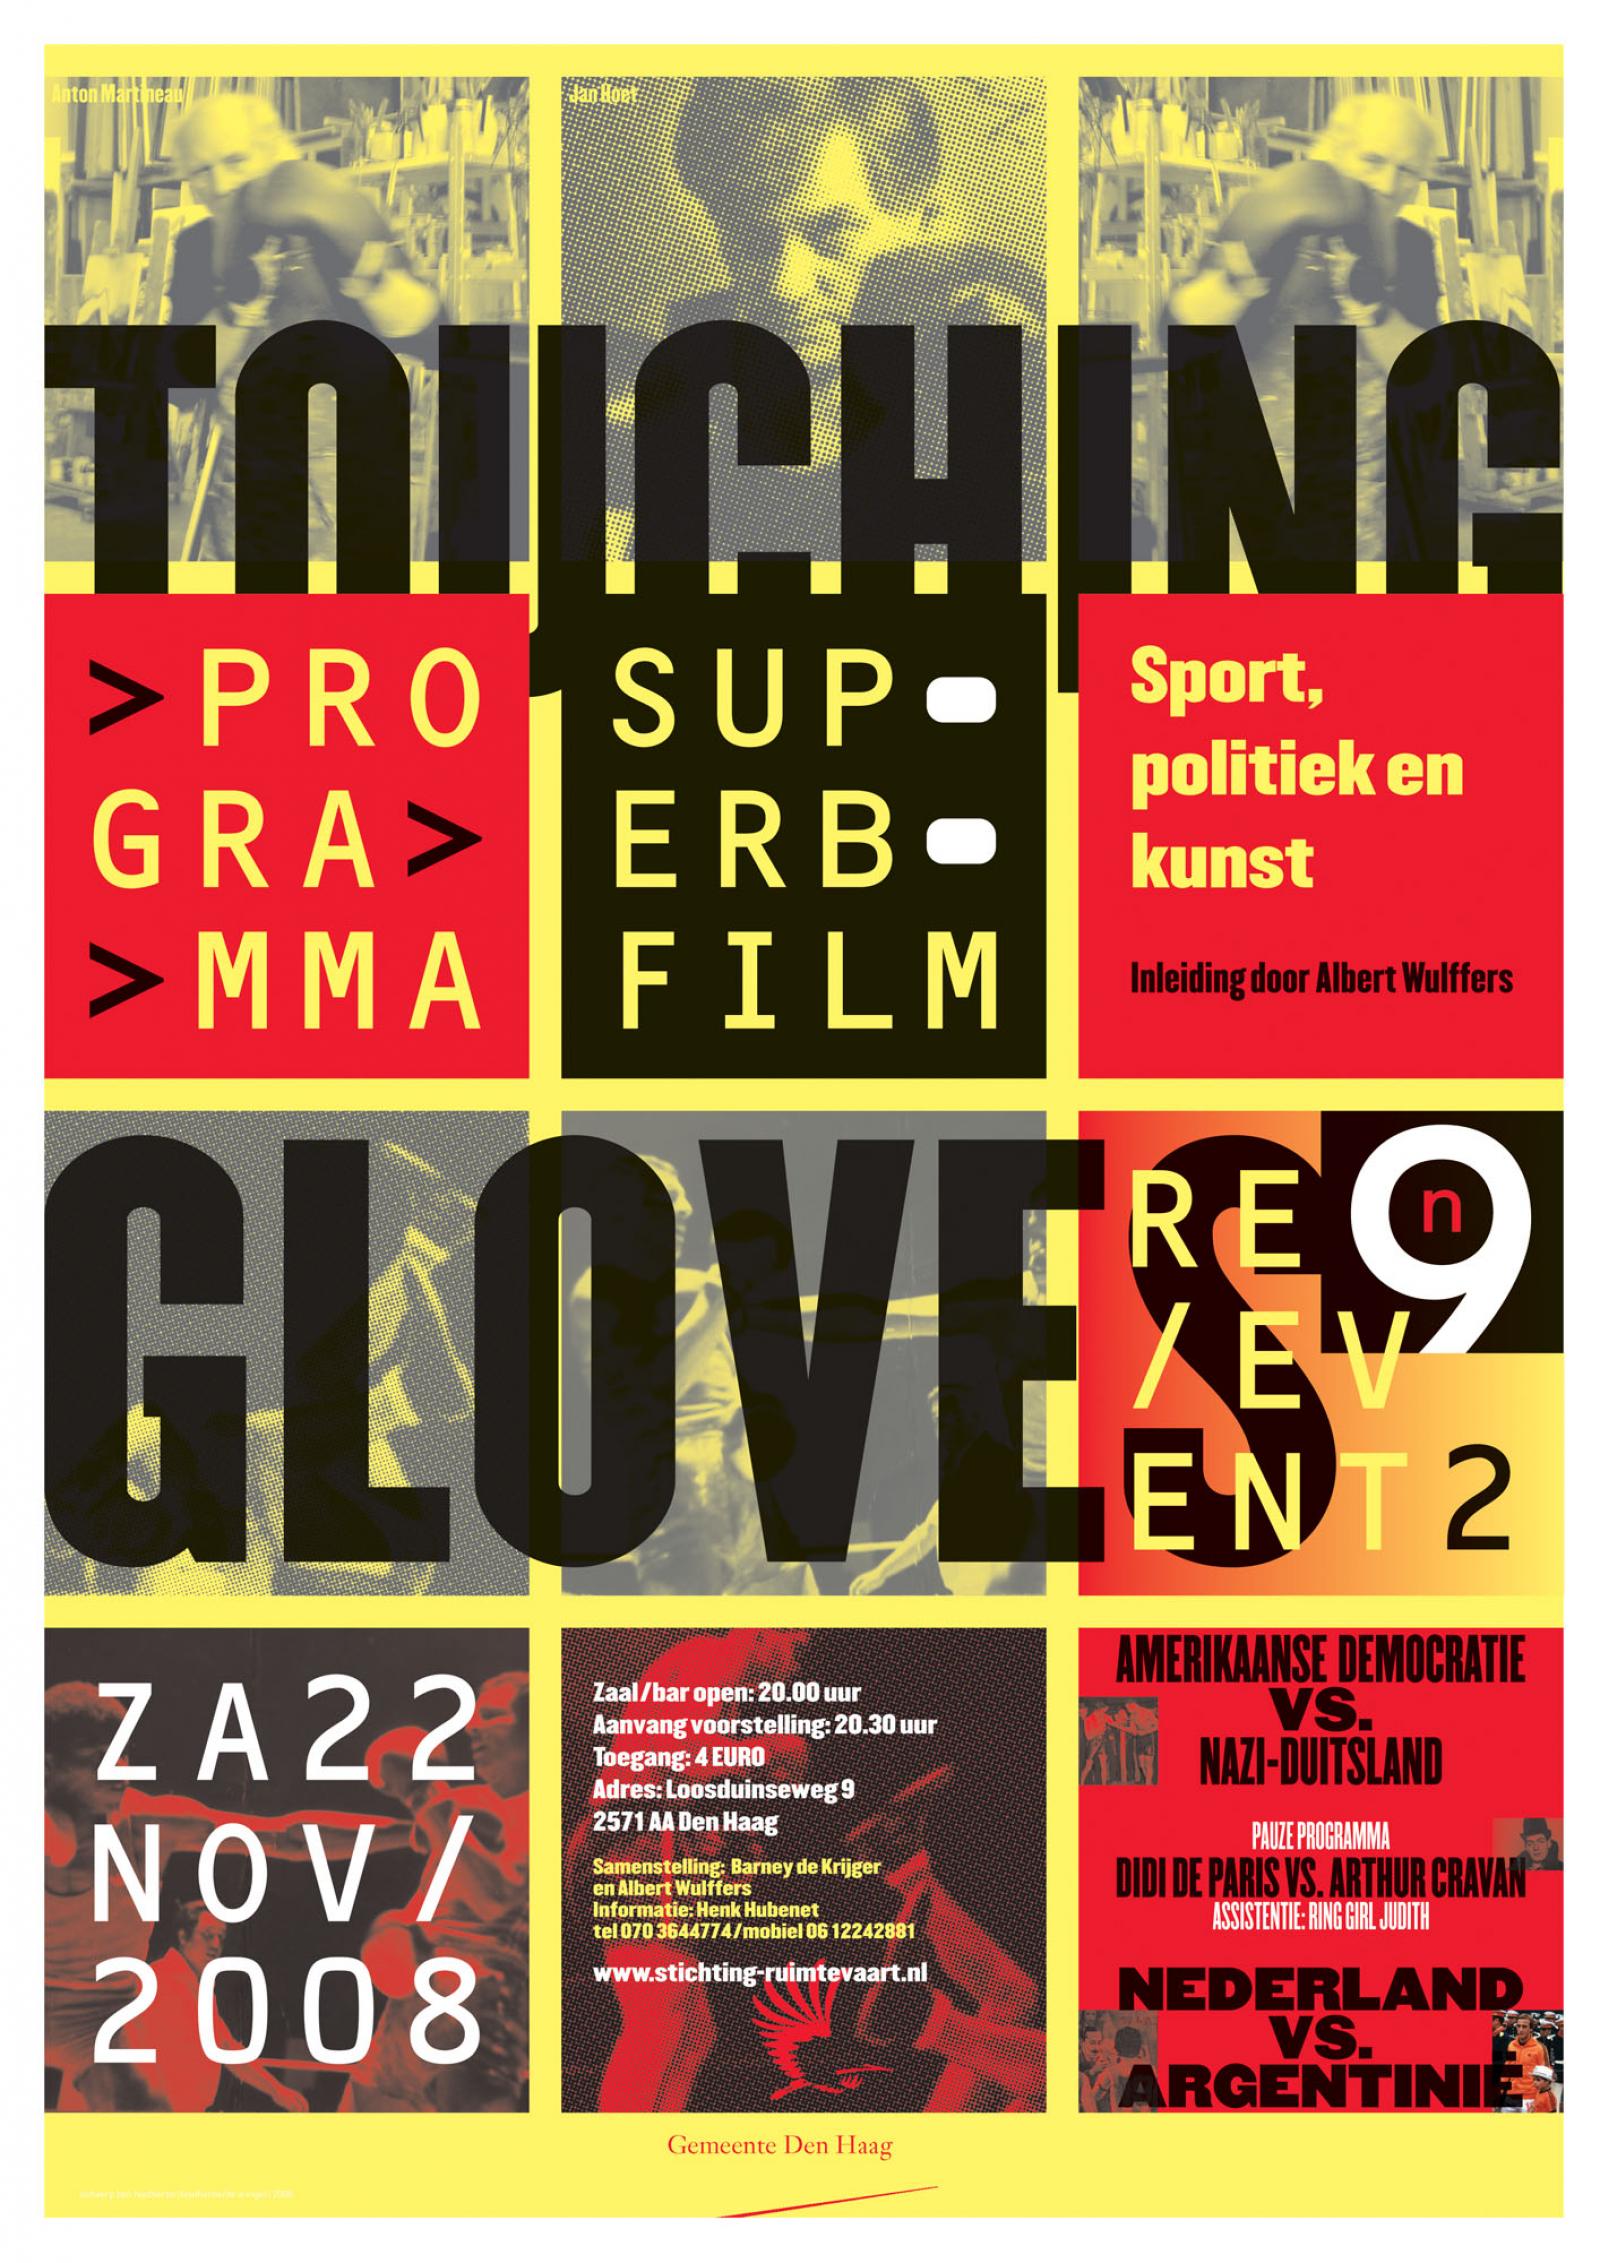 Anton Martineau
Jan Hoet
TOUCHING
>PRO
GRA>
>MMA
SUP-
ERB-
FILM
Sport,
politiek en
kunst
Inleiding door Albert Wulffers
GLOVES
n9
RE
/EV
ENT2
ZA22
NOV/
2008
Zaal/bar open: 20.00 uur
Aanvang voorstelling: 20.30 uur
Toegang: 4 EURO
Adres: Loosduinseweg 9
2571 AA Den Haag
Samenstelling: Barney de Krijger
en Albert Wulffers
Informatie: Henk Hubenet
tel 070 3644774/mobiel 06 12242881
www.stichting-ruimtevaart.nl
AMERIKAANSE DEMOCRATIE
VS.
NAZI-DUITSLAND
PAUZE PROGRAMMA
DIDI DE PARIS VS. ARTHUR CRAVAN
ASSISTENTIE: RING GIRL JUDITH
NEDERLAND
VS.
ARGENTINIË
Gemeente Den Haag